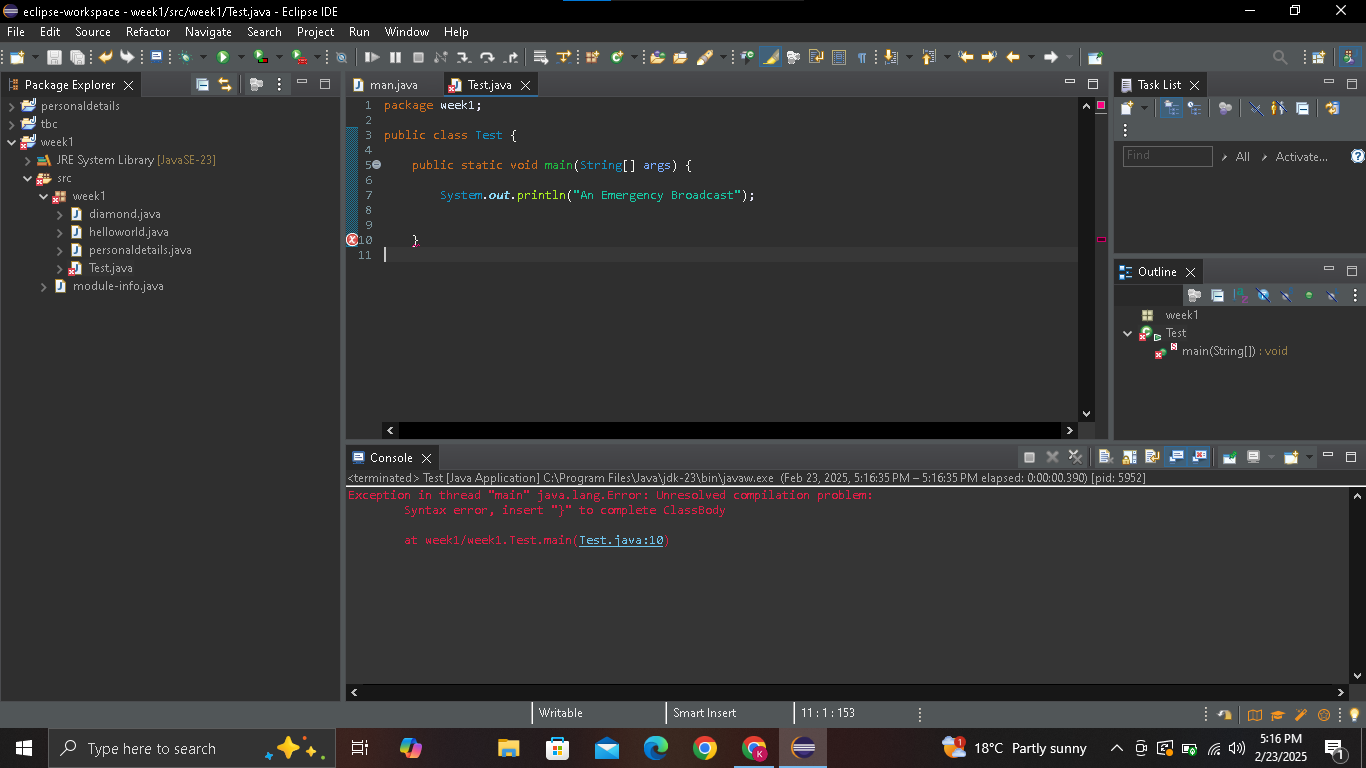 eclipse-workspace - week1/src/week1/Test.java - Eclipse IDE
File Edit Source Refactor Navigate Search Project Run Window Help
Package Explorer
personaldetails
tbc
week1
JRE System Library [JavaSE-23]
src
week1
diamond.java
helloworld.java
personaldetails.java
Test.java
module-info.java
man.java Test.java
1 package week1;
2
3 public class Test {
4
5 public static void main(String[] args) {
6
7 System.out.println("An Emergency Broadcast");
8
9
10 }
11
Task List
Find All Activate...
Outline
week1
Test
main(String[]) : void
Console
<terminated> Test [Java Application] C:\Program Files\Java\jdk-23\bin\javaw.exe (Feb 23, 2025, 5:16:35 PM – 5:16:35 PM elapsed: 0:00:00.390) [pid: 5952]
Exception in thread "main" java.lang.Error: Unresolved compilation problem:
Syntax error, insert "}" to complete ClassBody
at week1/week1.Test.main(Test.java:10)
Writable Smart Insert 11 : 1 : 153
Type here to search
18°C Partly sunny
5:16 PM
2/23/2025
1